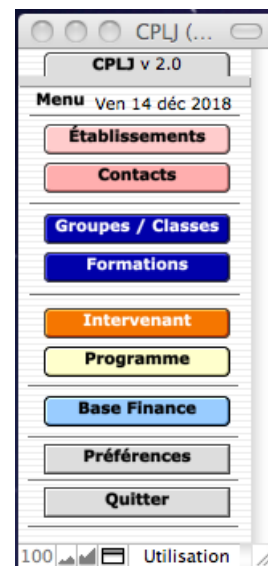 CPLJ (...
CPLJ v 2.0
Menu Ven 14 déc 2018
Établissements
Contacts
Groupes / Classes
Formations
Intervenant
Programme
Base Finance
Préférences
Quitter
100 Utilisation